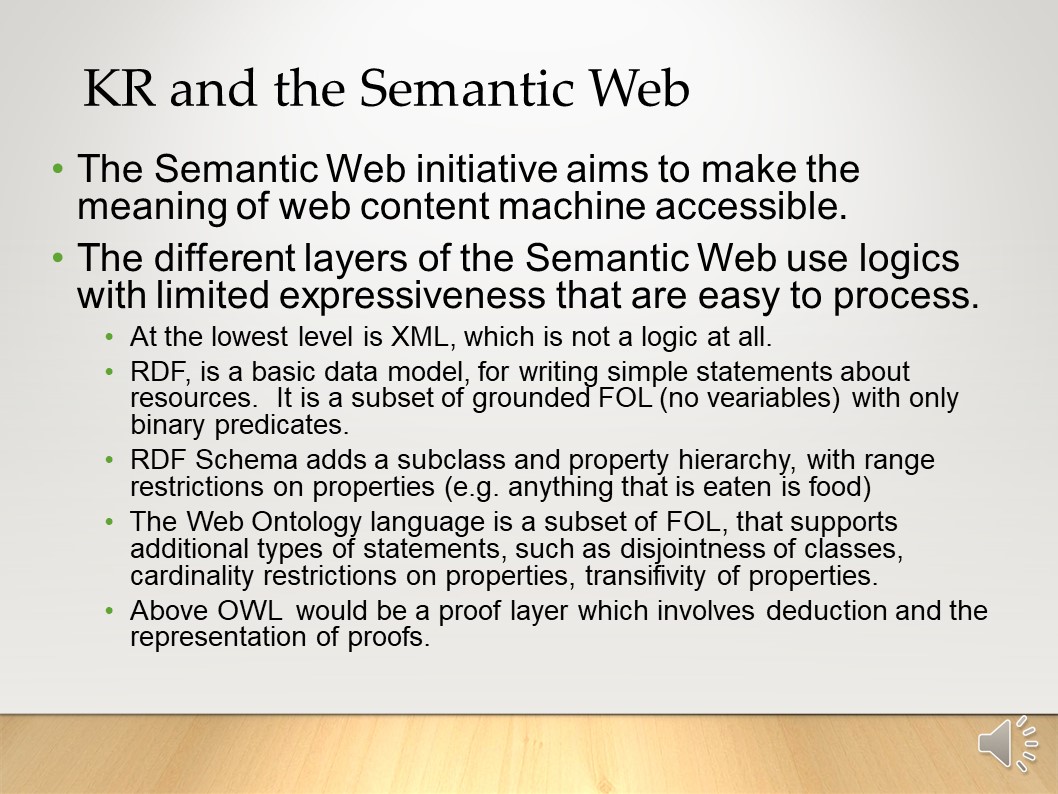 KR and the Semantic Web
• The Semantic Web initiative aims to make the
meaning of web content machine accessible.
• The different layers of the Semantic Web use logics
with limited expressiveness that are easy to process.
• At the lowest level is XML, which is not a logic at all.
• RDF, is a basic data model, for writing simple statements about
resources.  It is a subset of grounded FOL (no veariables) with only
binary predicates.
• RDF Schema adds a subclass and property hierarchy, with range
restrictions on properties (e.g. anything that is eaten is food)
• The Web Ontology language is a subset of FOL, that supports
additional types of statements, such as disjointness of classes,
cardinality restrictions on properties, transifivity of properties.
• Above OWL would be a proof layer which involves deduction and the
representation of proofs.